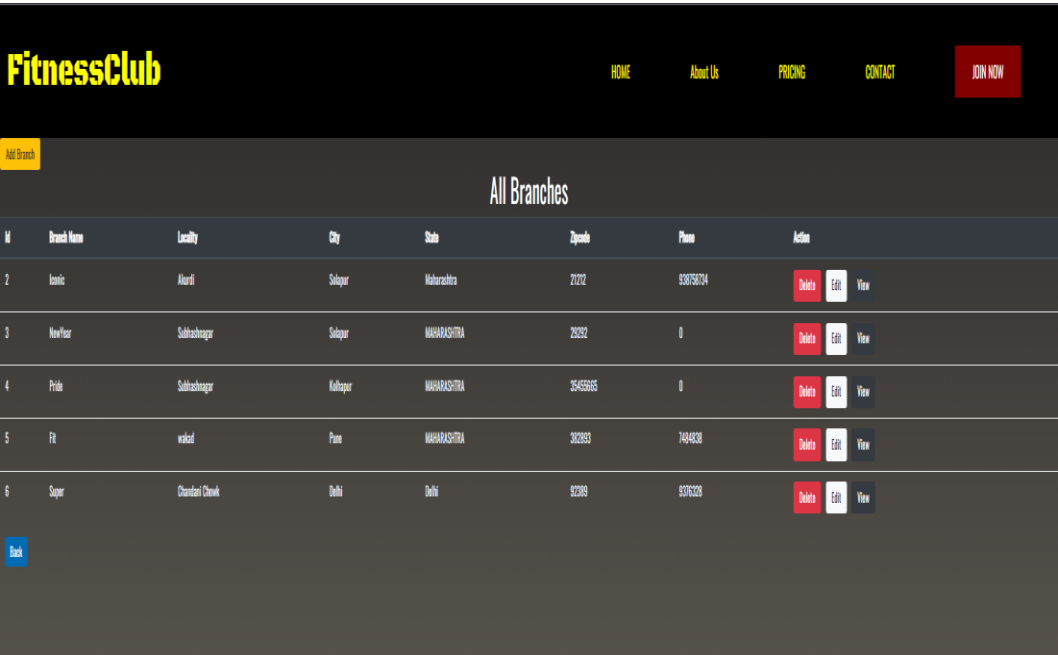 FitnessClub HOME About Us PRICING CONTACT JOIN NOW
Add Branch
All Branches
Id Branch Name Locality City State Zipcode Phone Action
2 Iconic Akurdi Solapur Maharashtra 21212 938758734 Delete Edit View
3 NewYear Subhashnagar Solapur MAHARASHTRA 29292 0 Delete Edit View
4 Pride Subhashnagar Kolhapur MAHARASHTRA 35455665 0 Delete Edit View
5 Fit wakad Pune MAHARASHTRA 382893 7484838 Delete Edit View
6 Super Chandani Chowk Delhi Delhi 92389 9376328 Delete Edit View
Back